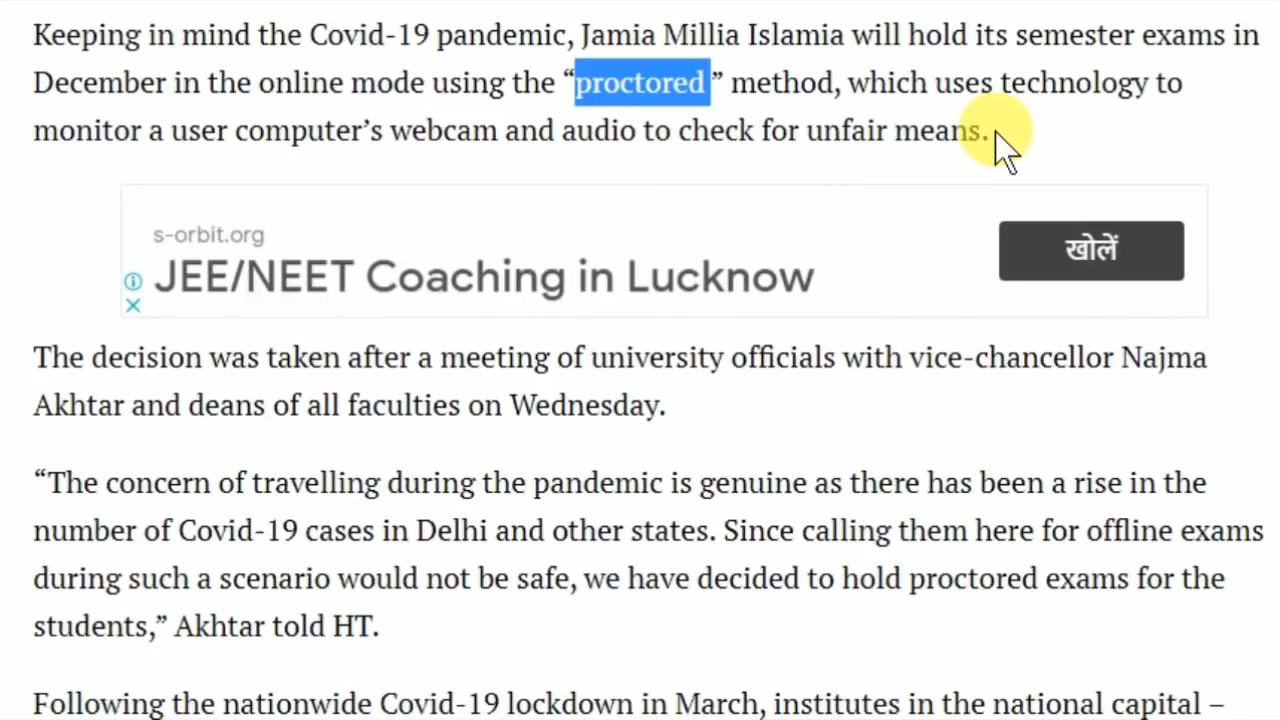 Keeping in mind the Covid-19 pandemic, Jamia Millia Islamia will hold its semester exams in
December in the online mode using the “proctored ” method, which uses technology to
monitor a user computer’s webcam and audio to check for unfair means.
s-orbit.org
JEE/NEET Coaching in Lucknow
खोलें
The decision was taken after a meeting of university officials with vice-chancellor Najma
Akhtar and deans of all faculties on Wednesday.
“The concern of travelling during the pandemic is genuine as there has been a rise in the
number of Covid-19 cases in Delhi and other states. Since calling them here for offline exams
during such a scenario would not be safe, we have decided to hold proctored exams for the
students,” Akhtar told HT.
Following the nationwide Covid-19 lockdown in March, institutes in the national capital –